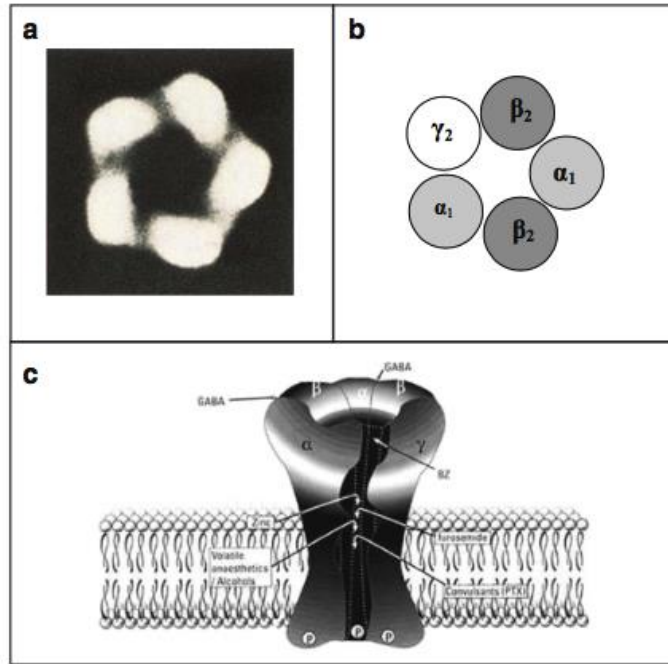 a
b
γ₂
β₂
α₁
β₂
α₁
c
GABA
GABA
β
α
β
α
γ
BZ
Zinc
furosemide
Volatile
anaesthetics
Alcohols
Convulsants (PTX)
P
P
P